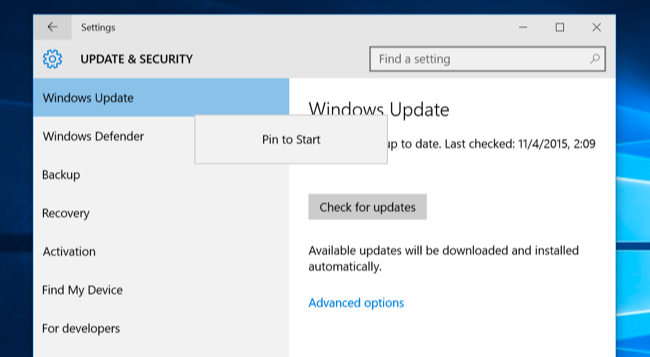 Settings
UPDATE & SECURITY
Find a setting
Windows Update
Windows Defender
Backup
Recovery
Activation
Find My Device
For developers
Pin to Start
Windows Update
up to date. Last checked: 11/4/2015, 2:09
Check for updates
Available updates will be downloaded and installed
automatically.
Advanced options